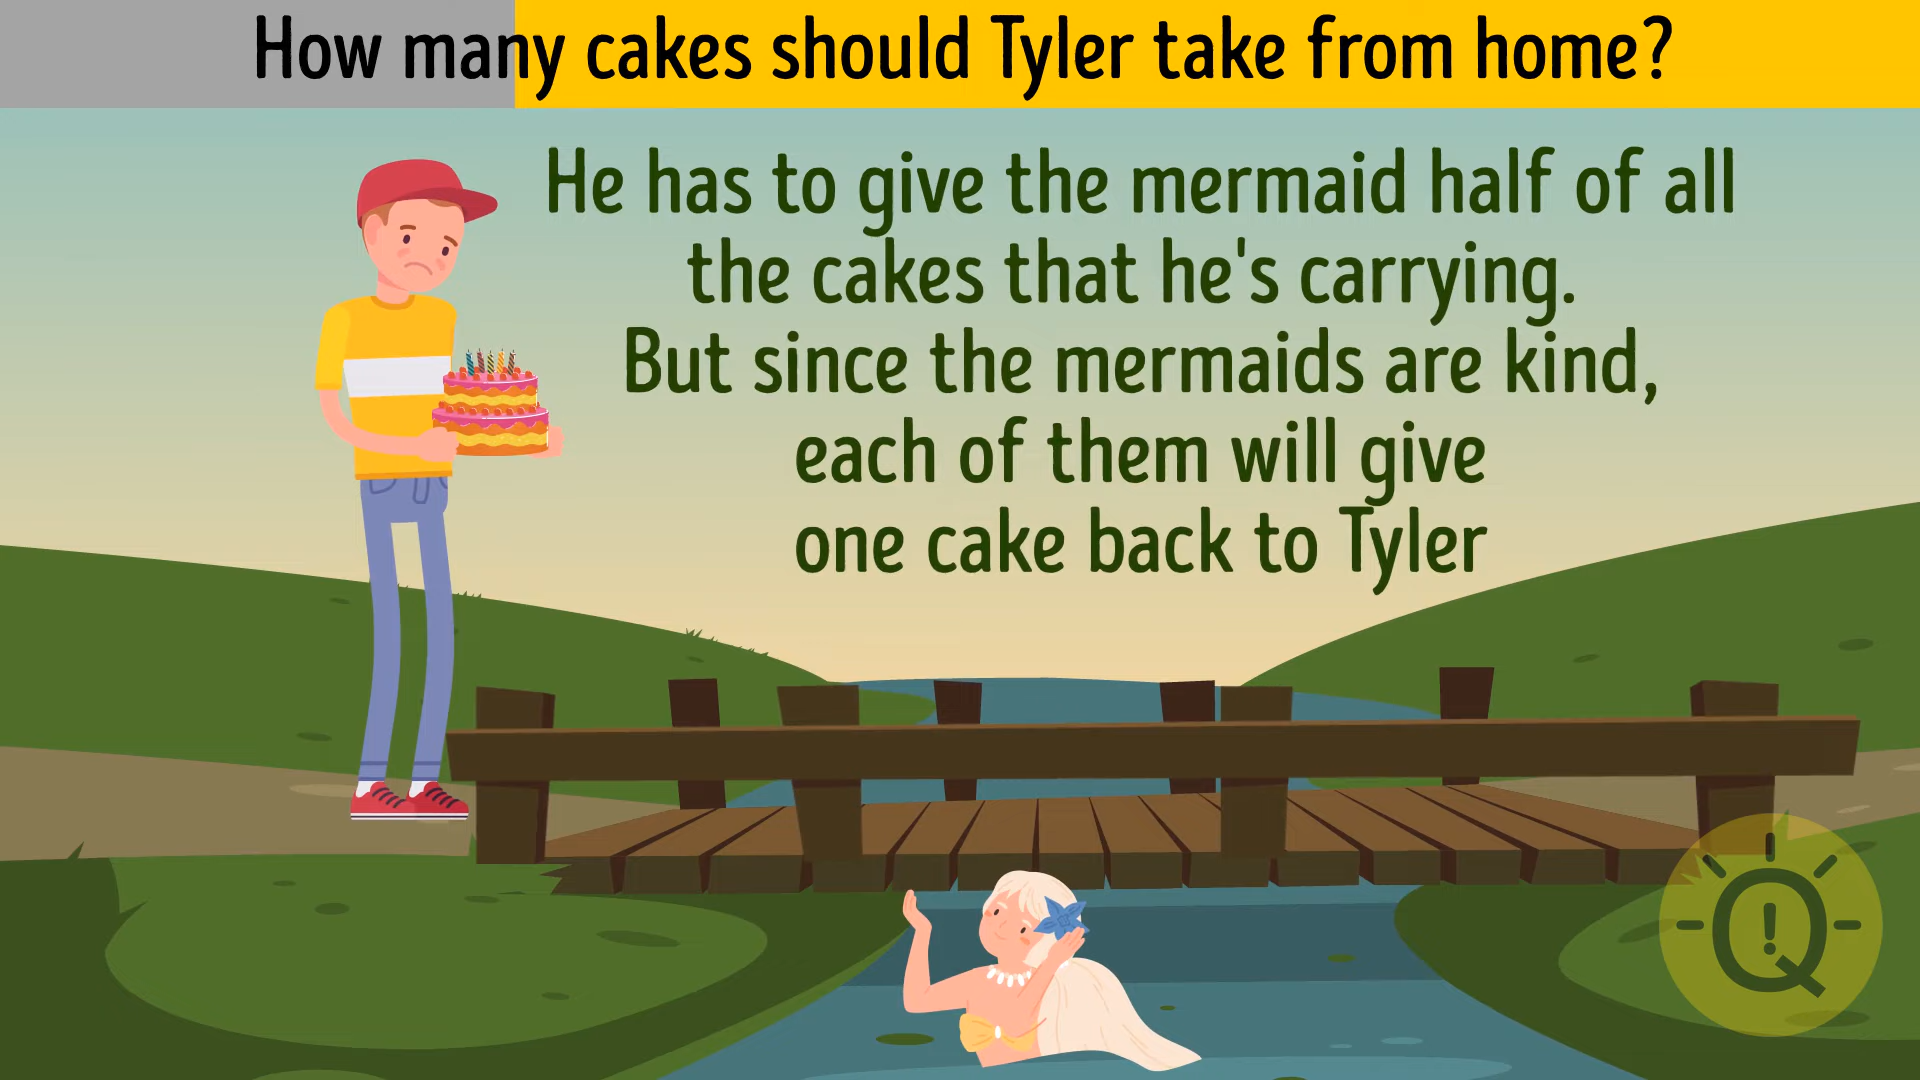 How many cakes should Tyler take from home?
He has to give the mermaid half of all
the cakes that he's carrying.
But since the mermaids are kind,
each of them will give
one cake back to Tyler
Q!